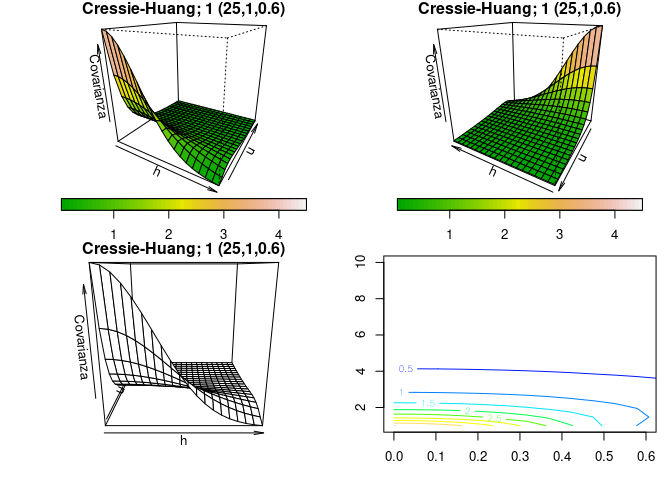 Cressie-Huang; 1 (25,1,0.6)
Cressie-Huang; 1 (25,1,0.6)
Covarianza
h
u
Covarianza
h
u
1 2 3 4
1 2 3 4
Cressie-Huang; 1 (25,1,0.6)
Covarianza
u
h
10
8
6
4
2
0.5
1
1.5
2
2.5
0.0 0.1 0.2 0.3 0.4 0.5 0.6